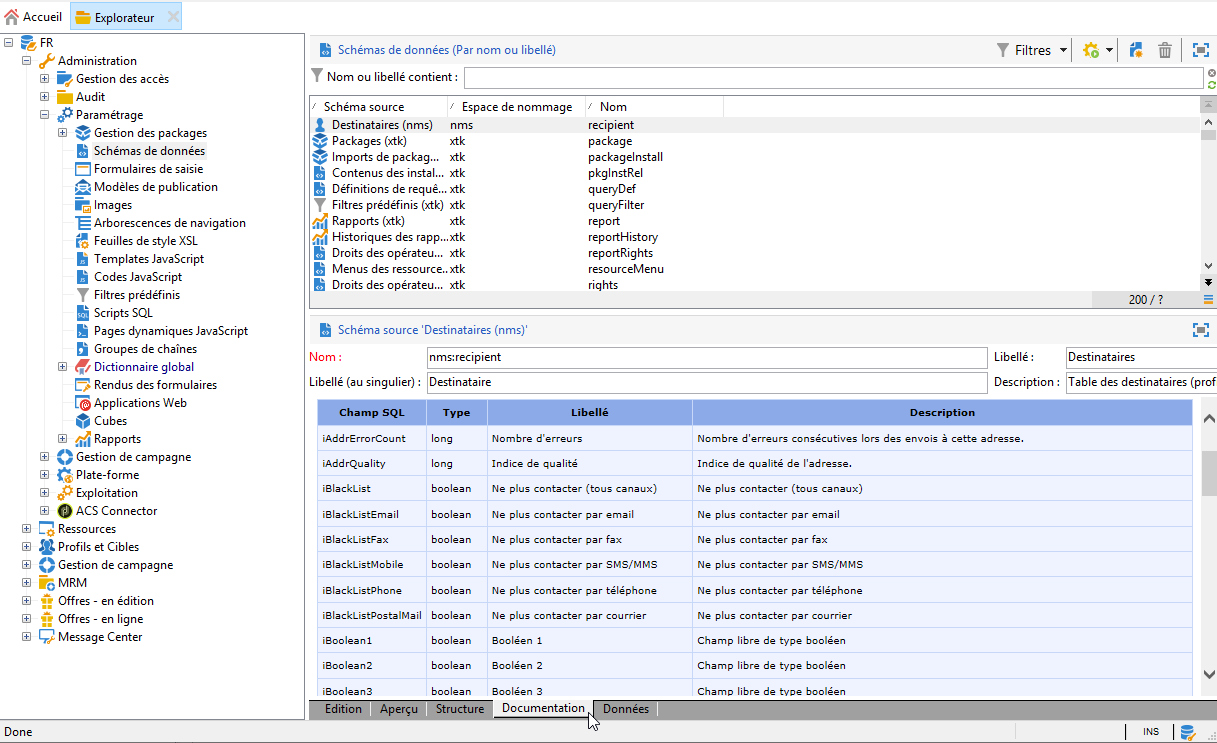 Accueil
Explorateur
FR
Administration
Gestion des accès
Audit
Paramétrage
Gestion des packages
Schémas de données
Formulaires de saisie
Modèles de publication
Images
Arborescences de navigation
Feuilles de style XSL
Templates JavaScript
Codes JavaScript
Filtres prédéfinis
Scripts SQL
Pages dynamiques JavaScript
Groupes de chaînes
Dictionnaire global
Rendus des formulaires
Applications Web
Cubes
Rapports
Gestion de campagne
Plate-forme
Exploitation
ACS Connector
Ressources
Profils et Cibles
Gestion de campagne
MRM
Offres - en édition
Offres - en ligne
Message Center
Schémas de données (Par nom ou libellé)
Filtres
Nom ou libellé contient :
Schéma source Espace de nommage Nom
Destinataires (nms) nms recipient
Packages (xtk) xtk package
Imports de packag... xtk packageInstall
Contenus des instal... xtk pkgInstRel
Définitions de requê... xtk queryDef
Filtres prédéfinis (xtk) xtk queryFilter
Rapports (xtk) xtk report
Historiques des rapp... xtk reportHistory
Droits des opérateu... xtk reportRights
Menus des ressource... xtk resourceMenu
Droits des opérateu... xtk rights
200 / ?
Schéma source 'Destinataires (nms)'
Nom : nms:recipient Libellé : Destinataires
Libellé (au singulier) : Destinataire Description : Table des destinataires (prof
Champ SQL Type Libellé Description
iAddrErrorCount long Nombre d'erreurs Nombre d'erreurs consécutives lors des envois à cette adresse.
iAddrQuality long Indice de qualité Indice de qualité de l'adresse.
iBlackList boolean Ne plus contacter (tous canaux) Ne plus contacter (tous canaux)
iBlackListEmail boolean Ne plus contacter par email Ne plus contacter par email
iBlackListFax boolean Ne plus contacter par fax Ne plus contacter par fax
iBlackListMobile boolean Ne plus contacter par SMS/MMS Ne plus contacter par SMS/MMS
iBlackListPhone boolean Ne plus contacter par téléphone Ne plus contacter par téléphone
iBlackListPostalMail boolean Ne plus contacter par courrier Ne plus contacter par courrier
iBoolean1 boolean Booléen 1 Champ libre de type booléen
iBoolean2 boolean Booléen 2 Champ libre de type booléen
iBoolean3 boolean Booléen 3 Champ libre de type booléen
Edition Aperçu Structure Documentation Données
Done INS